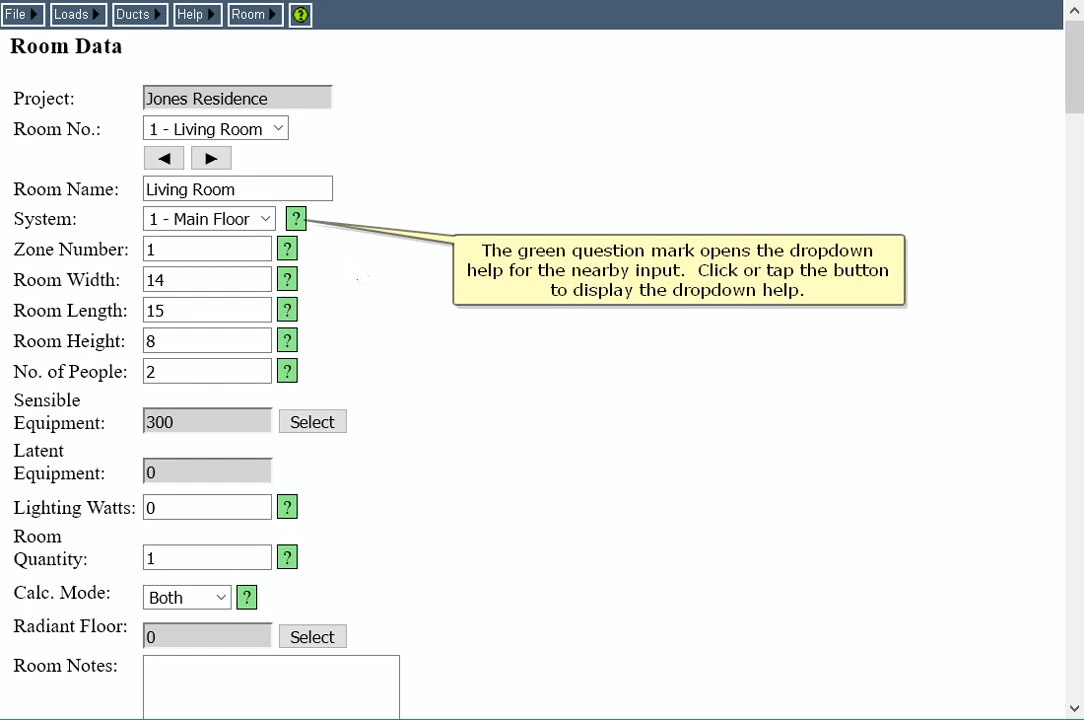 File ▶ Loads ▶ Ducts ▶ Help ▶ Room ▶ ?
Room Data
Project: Jones Residence
Room No.: 1 - Living Room
◀ ▶
Room Name: Living Room
System: 1 - Main Floor ?
Zone Number: 1 ?
Room Width: 14 ?
Room Length: 15 ?
Room Height: 8 ?
No. of People: 2 ?
Sensible
Equipment: 300 Select
Latent
Equipment: 0
Lighting Watts: 0 ?
Room
Quantity: 1 ?
Calc. Mode: Both ?
Radiant Floor: 0 Select
Room Notes:
The green question mark opens the dropdown
help for the nearby input. Click or tap the button
to display the dropdown help.